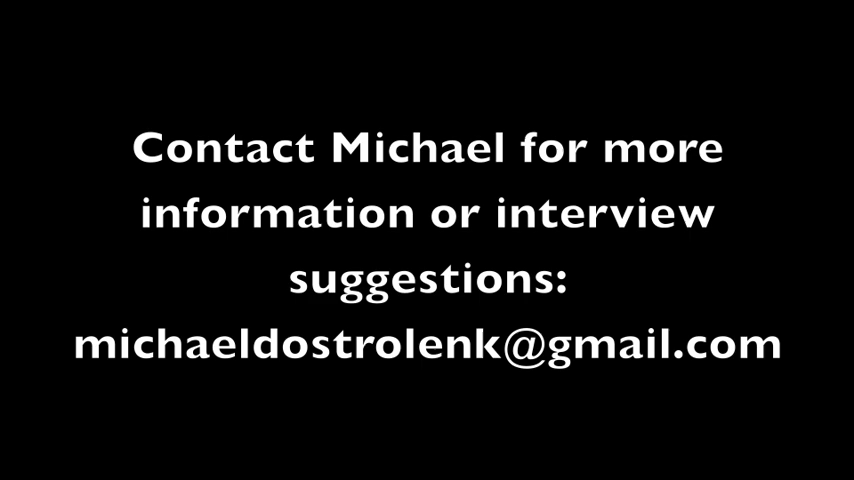 Contact Michael for more
information or interview
suggestions:
michaeldostrolenk@gmail.com